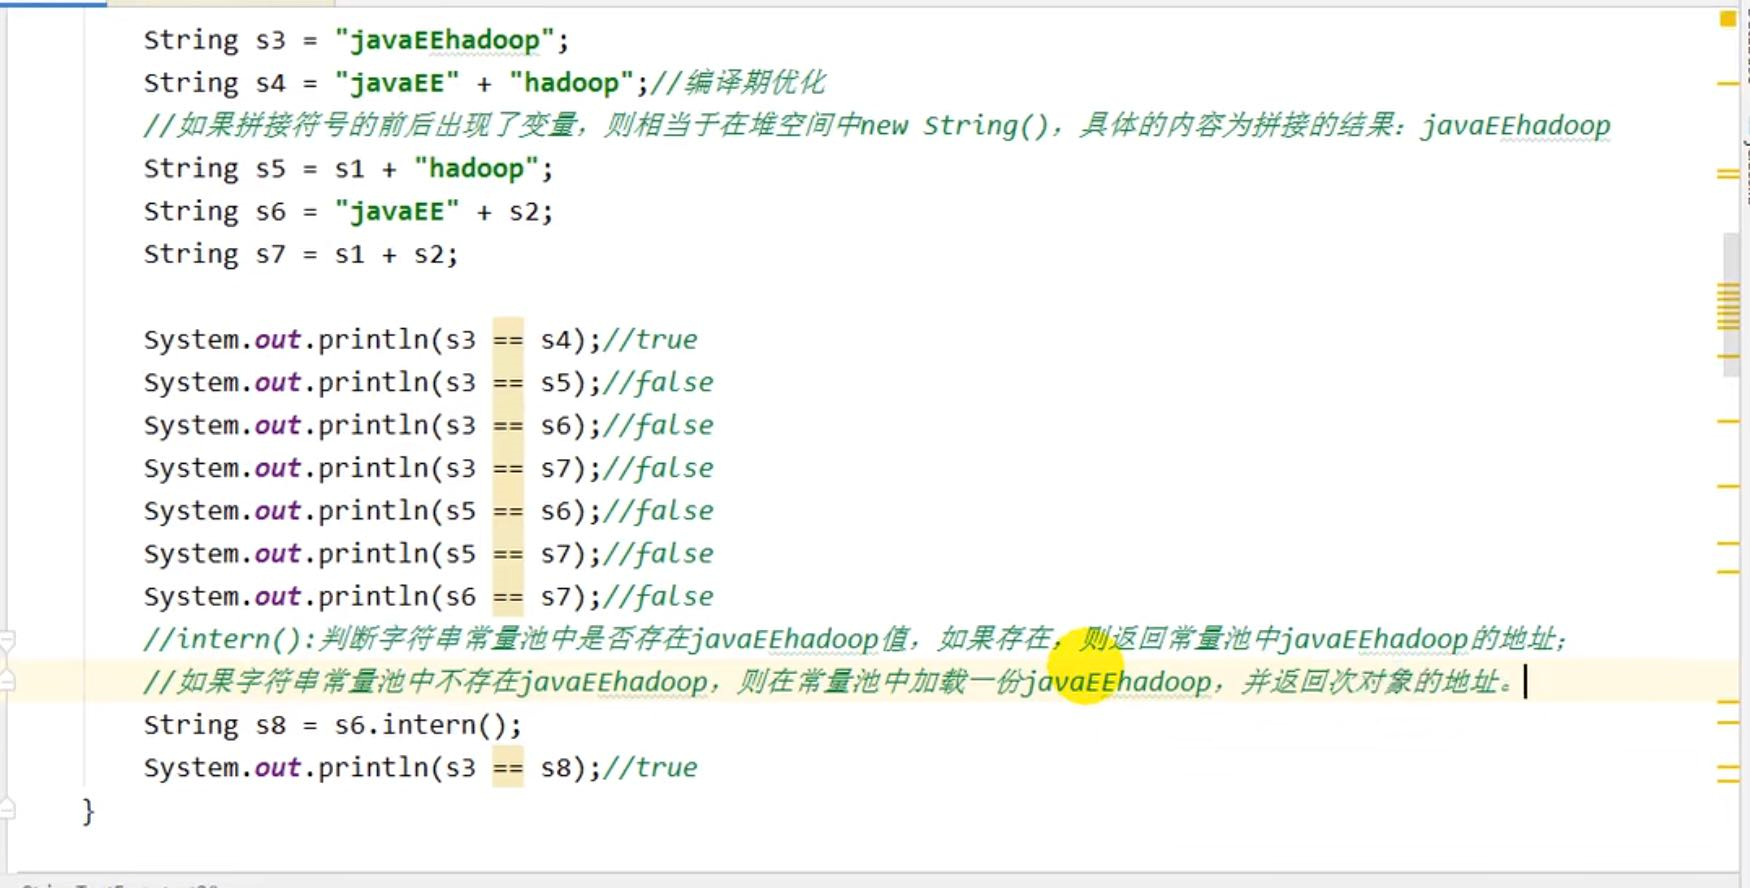 String s3 = "javaEEhadoop";
String s4 = "javaEE" + "hadoop";//编译期优化
//如果拼接符号的前后出现了变量，则相当于在堆空间中new String()，具体的内容为拼接的结果：javaEEhadoop
String s5 = s1 + "hadoop";
String s6 = "javaEE" + s2;
String s7 = s1 + s2;
System.out.println(s3 == s4);//true
System.out.println(s3 == s5);//false
System.out.println(s3 == s6);//false
System.out.println(s3 == s7);//false
System.out.println(s5 == s6);//false
System.out.println(s5 == s7);//false
System.out.println(s6 == s7);//false
//intern():判断字符串常量池中是否存在javaEEhadoop值，如果存在，则返回常量池中javaEEhadoop的地址；
//如果字符串常量池中不存在javaEEhadoop，则在常量池中加载一份javaEEhadoop，并返回次对象的地址。
String s8 = s6.intern();
System.out.println(s3 == s8);//true
}